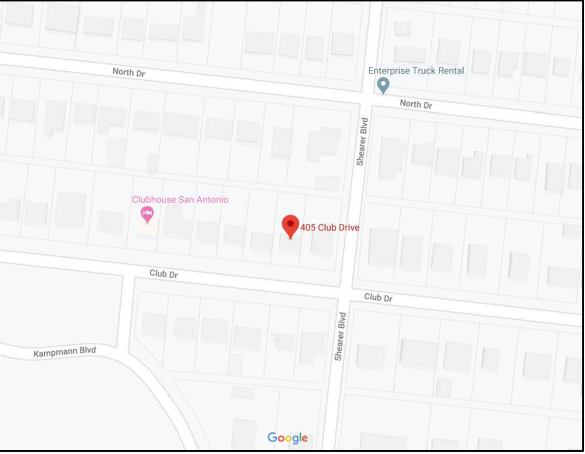 North Dr
Enterprise Truck Rental
North Dr
Shearer Blvd
Clubhouse San Antonio
405 Club Drive
Club Dr
Club Dr
Shearer Blvd
Kampmann Blvd
Google